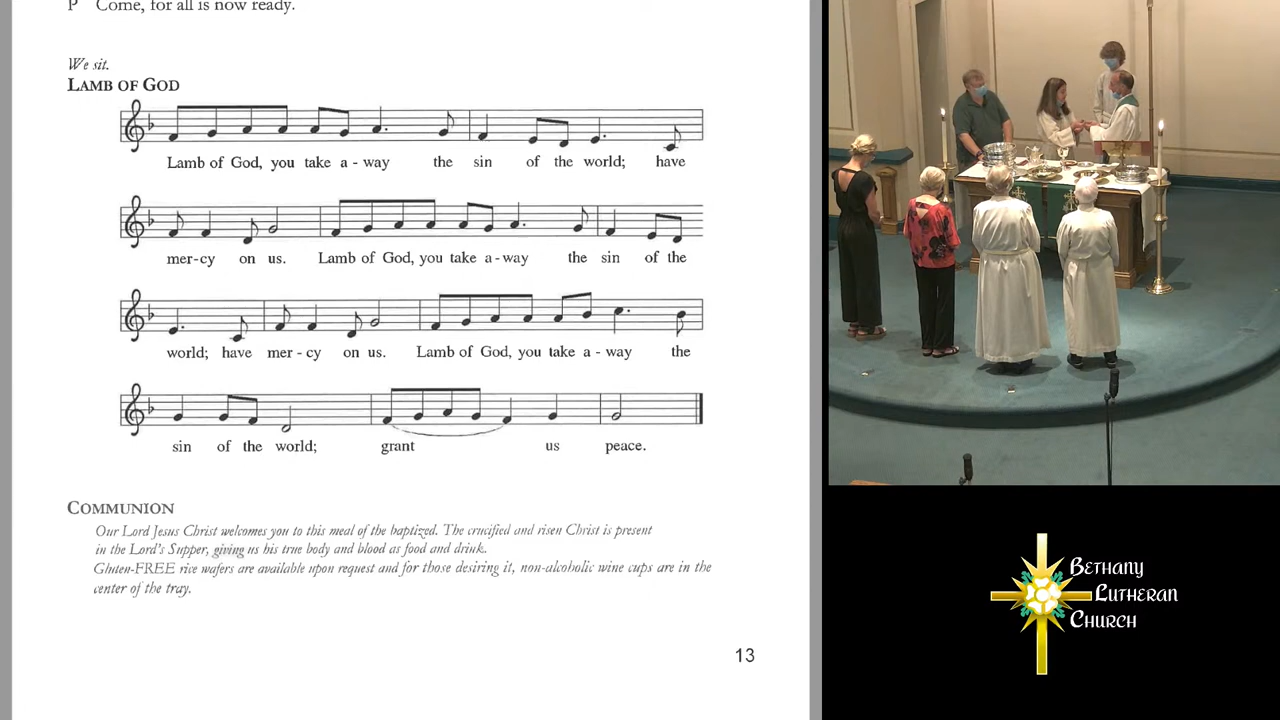 P Come, for all is now ready.
We sit.
LAMB OF GOD
Lamb of God, you take a - way the sin of the world; have
mer-cy on us. Lamb of God, you take a - way the sin of the
world; have mer - cy on us. Lamb of God, you take a - way the
sin of the world; grant us peace.
COMMUNION
Our Lord Jesus Christ welcomes you to this meal of the baptized. The crucified and risen Christ is present
in the Lord's Supper, giving us his true body and blood as food and drink.
Gluten-FREE rice wafers are available upon request and for those desiring it, non-alcoholic wine cups are in the
center of the tray.
13
BETHANY
LUTHERAN
CHURCH